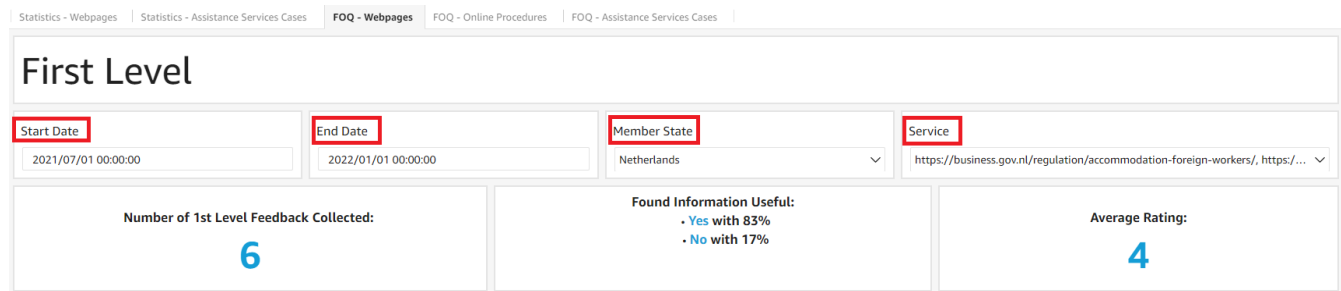 Statistics - Webpages Statistics - Assistance Services Cases FOQ - Webpages FOQ - Online Procedures FOQ - Assistance Services Cases
First Level
Start Date End Date Member State Service
2021/07/01 00:00:00 2022/01/01 00:00:00 Netherlands https://business.gov.nl/regulation/accommodation-foreign-workers/, https:/...
Number of 1st Level Feedback Collected:
6
Found Information Useful:
• Yes with 83%
• No with 17%
Average Rating:
4